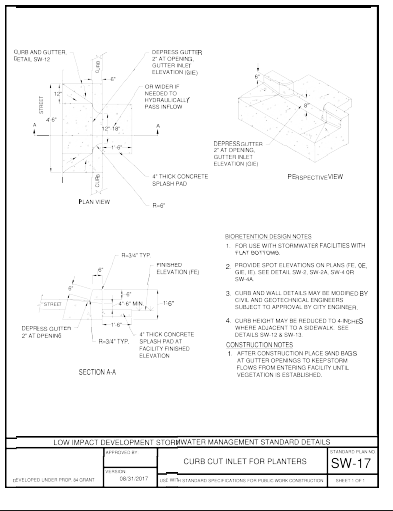 CURB AND GUTTER
DETAIL SW-12
CURB
6"
DEPRESS GUTTER
2" AT OPENING,
GUTTER INLET
ELEVATION (GIE)
OR WIDER IF
NEEDED TO
HYDRAULICALLY
PASS INFLOW
12"
STREET
4'-6"
A
A
12"-18"
1'-6"
4" THICK CONCRETE
SPLASH PAD
CURB
R=6"
PLAN VIEW
6"
8"
DEPRESS GUTTER
2" AT OPENING,
GUTTER INLET
ELEVATION (GIE)
PERSPECTIVE VIEW
R=3/4" TYP.
FINISHED
ELEVATION (FE)
6"
6"
6"
STREET
4"-6" MIN.
1'-6"
1'-6"
DEPRESS GUTTER
2" AT OPENING
R=3/4" TYP.
4" THICK CONCRETE
SPLASH PAD AT
FACILITY FINISHED
ELEVATION
SECTION A-A
BIORETENTION DESIGN NOTES
1. FOR USE WITH STORMWATER FACILITIES WITH
FLAT BOTTOMS.
2. PROVIDE SPOT ELEVATIONS ON PLANS (FE, OE,
GIE, IE). SEE DETAIL SW-2, SW-2A, SW-4 OR
SW-4A.
3. CURB AND WALL DETAILS MAY BE MODIFIED BY
CIVIL AND GEOTECHNICAL ENGINEERS
SUBJECT TO APPROVAL BY CITY ENGINEER.
4. CURB HEIGHT MAY BE REDUCED TO 4-INCHES
WHERE ADJACENT TO A SIDEWALK. SEE
DETAILS SW-12 & SW-13
CONSTRUCTION NOTES
1. AFTER CONSTRUCTION PLACE SAND BAGS
AT GUTTER OPENINGS TO KEEP STORM
FLOWS FROM ENTERING FACILITY UNTIL
VEGETATION IS ESTABLISHED.
LOW IMPACT DEVELOPMENT STORMWATER MANAGEMENT STANDARD DETAILS
APPROVED BY
CURB CUT INLET FOR PLANTERS
STANDARD PLAN NO.
SW-17
VERSION
08/31/2017
DEVELOPED UNDER PROP. 84 GRANT
USE WITH STANDARD SPECIFICATIONS FOR PUBLIC WORK CONSTRUCTION
SHEET 1 OF 1